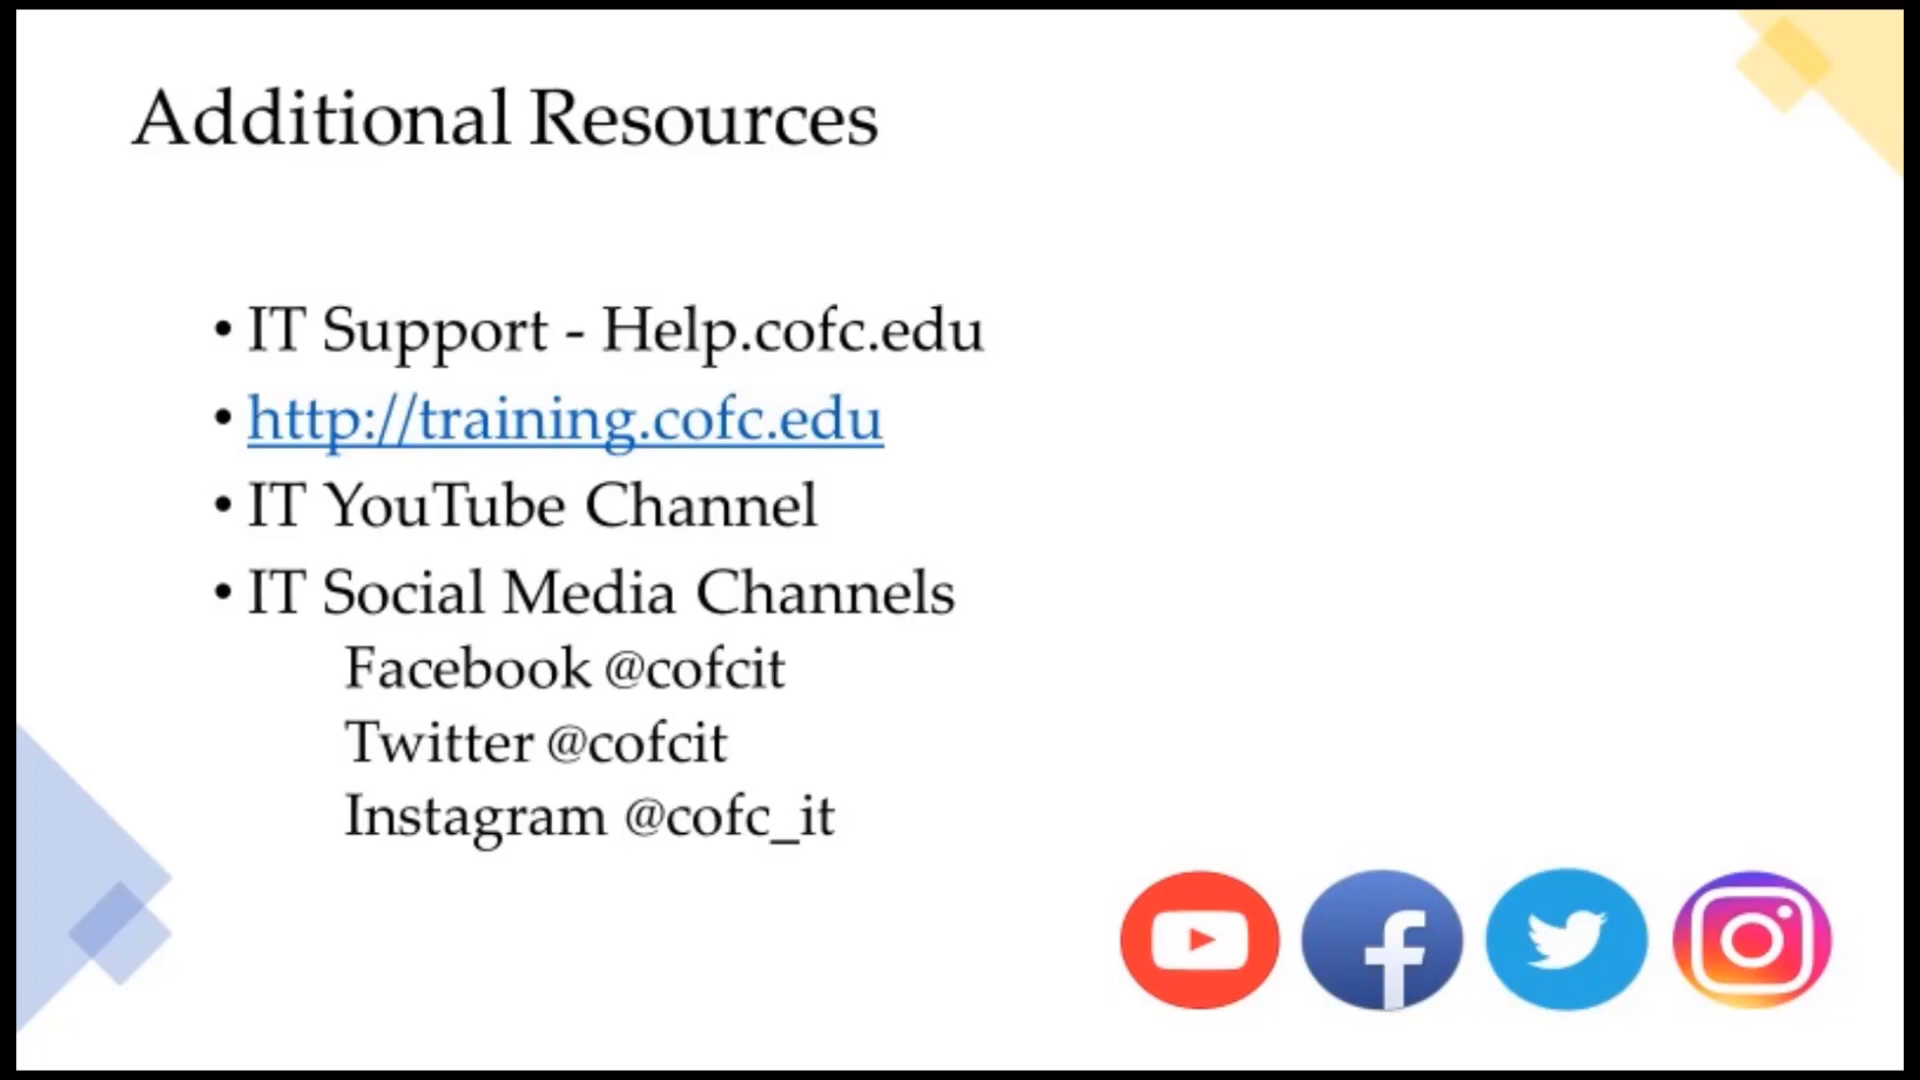 Additional Resources
• IT Support - Help.cofc.edu
• http://training.cofc.edu
• IT YouTube Channel
• IT Social Media Channels
Facebook @cofcit
Twitter @cofcit
Instagram @cofc_it